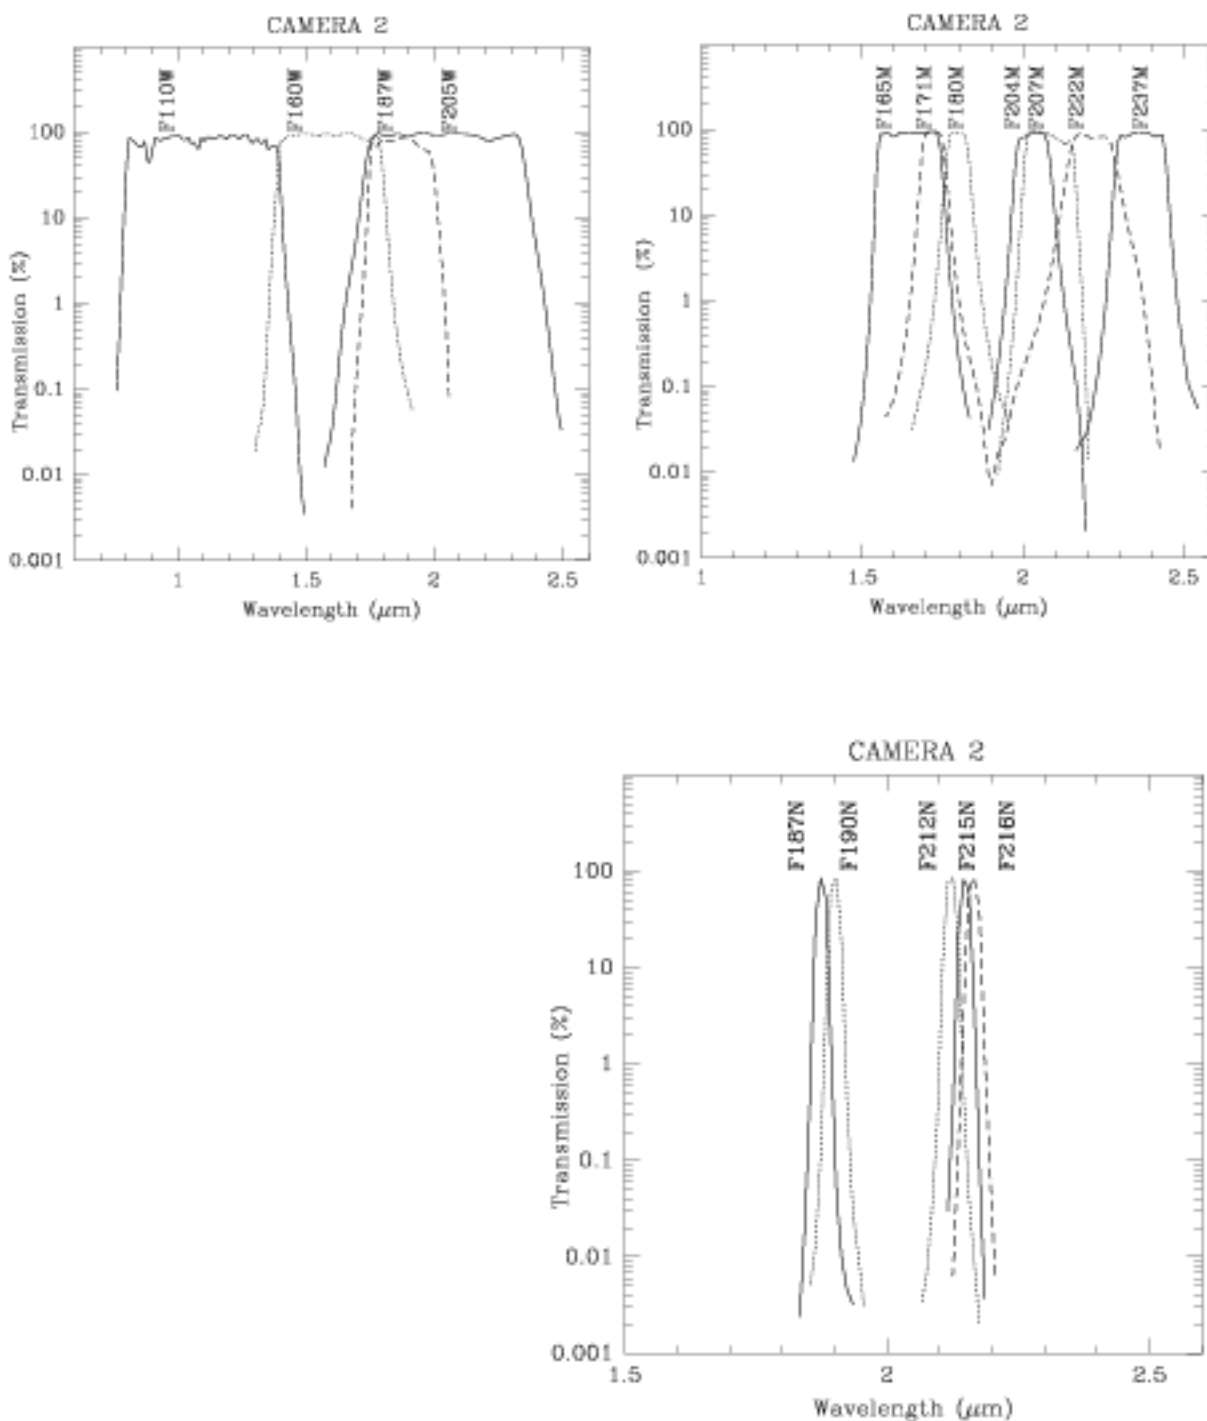 CAMERA 2
F110W
F160W
F187W
F205W
100
10
1
0.1
0.01
0.001
Transmission (%)
1
1.5
2
2.5
Wavelength (μm)
CAMERA 2
F165M
F171M
F180M
F204M
F207M
F222M
F237M
100
10
1
0.1
0.01
0.001
Transmission (%)
1
1.5
2
2.5
Wavelength (μm)
CAMERA 2
F187N
F190N
F212N
F215N
F216N
100
10
1
0.1
0.01
0.001
Transmission (%)
1.5
2
2.5
Wavelength (μm)